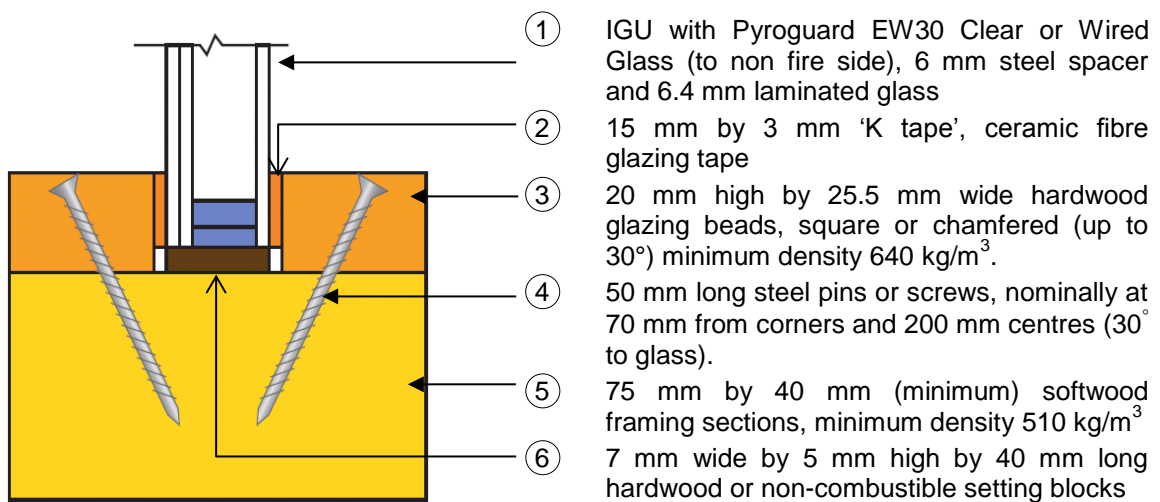 ① IGU with Pyroguard EW30 Clear or Wired
Glass (to non fire side), 6 mm steel spacer
and 6.4 mm laminated glass
② 15 mm by 3 mm ‘K tape’, ceramic fibre
glazing tape
③ 20 mm high by 25.5 mm wide hardwood
glazing beads, square or chamfered (up to
30°) minimum density 640 kg/m³.
④ 50 mm long steel pins or screws, nominally at
70 mm from corners and 200 mm centres (30°
to glass).
⑤ 75 mm by 40 mm (minimum) softwood
framing sections, minimum density 510 kg/m³
⑥ 7 mm wide by 5 mm high by 40 mm long
hardwood or non-combustible setting blocks